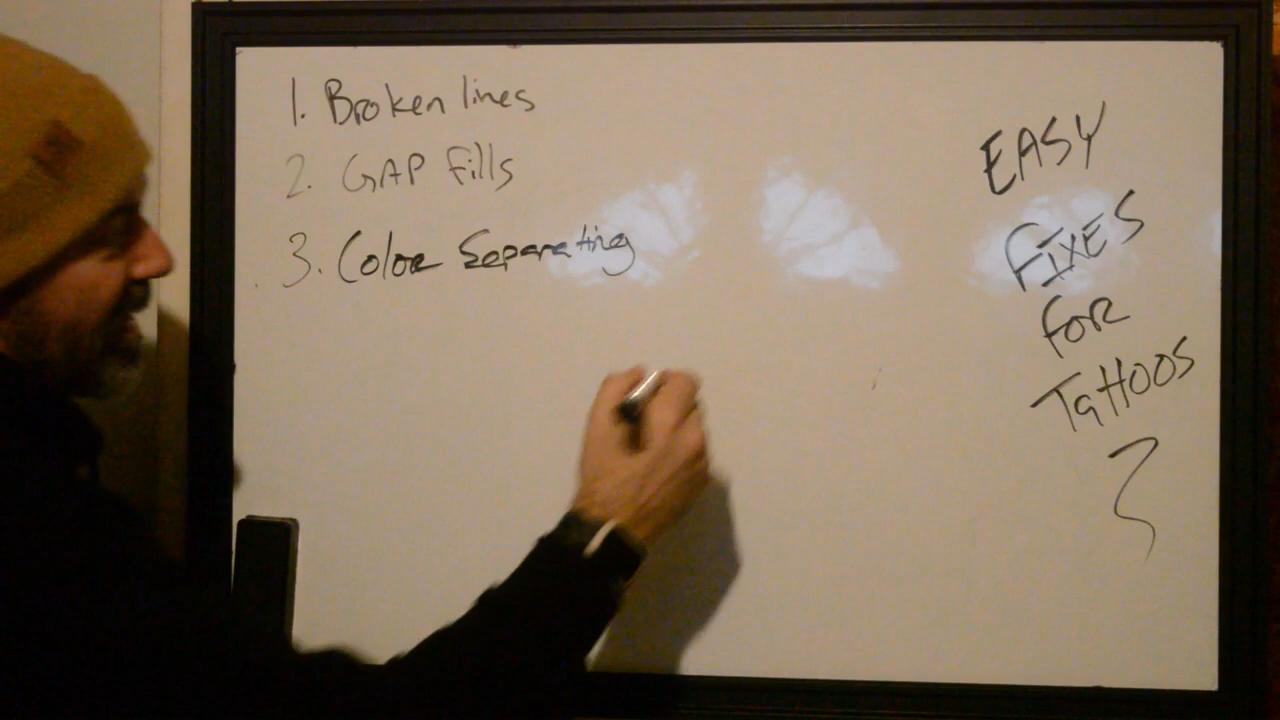 1. Broken lines
2. GAP fills
3. Color Separating
EASY
FIXES
FOR
TATTOOS
?